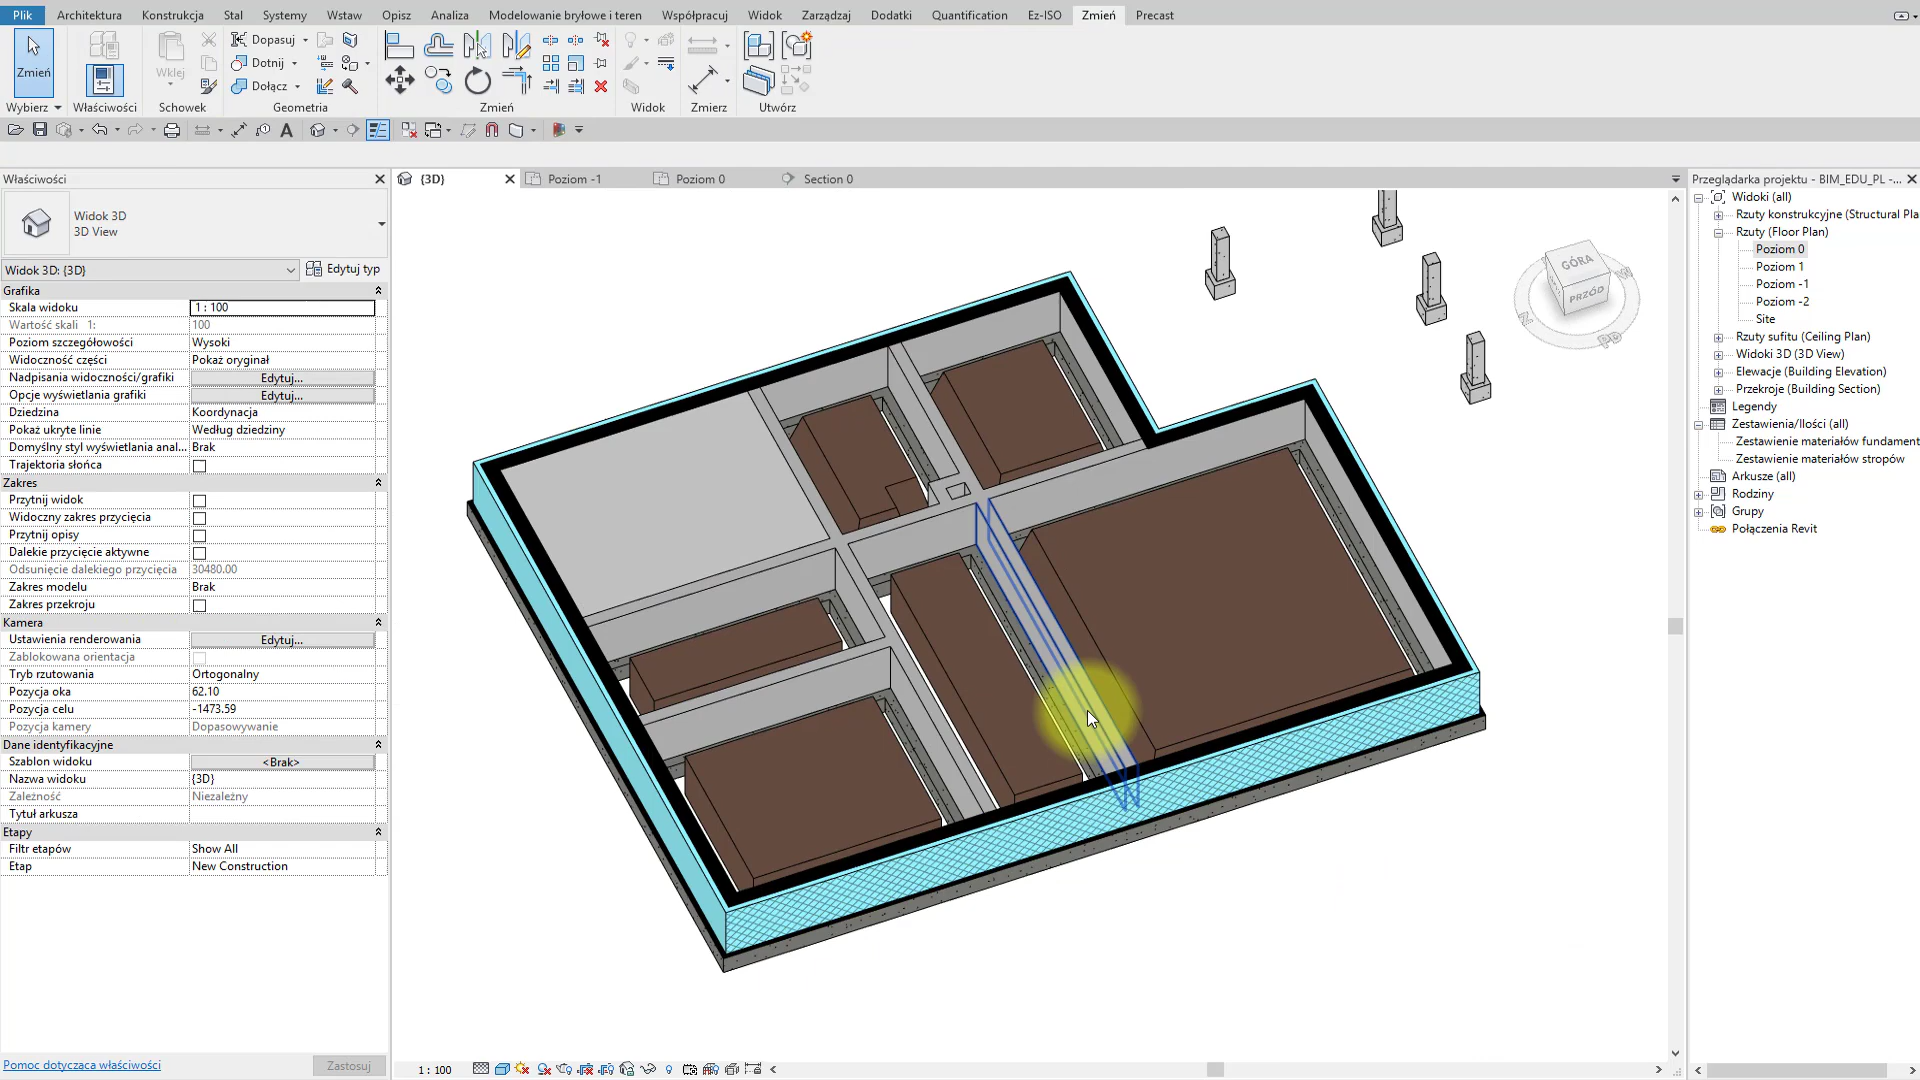 Plik Architektura Konstrukcja Stal Systemy Wstaw Opisz Analiza Modelowanie bryłowe i teren Współpracuj Widok Zarządzaj Dodatki Quantification Ez-ISO Zmień Precast
Zmień
Wklej
Dopasuj
Dotnij
Dołącz
Wybierz Właściwości Schowek Geometria Zmień Widok Zmierz Utwórz
Właściwości
{3D}
Poziom -1
Poziom 0
Section 0
Przeglądarka projektu - BIM_EDU_PL -...
Widok 3D
3D View
Widok 3D: {3D}
Edytuj typ
Grafika
Skala widoku 1 : 100
Wartość skali 1: 100
Poziom szczegółowości Wysoki
Widoczność części Pokaż oryginał
Nadpisania widoczności/grafiki Edytuj...
Opcje wyświetlania grafiki Edytuj...
Dziedzina Koordynacja
Pokaż ukryte linie Według dziedziny
Domyślny styl wyświetlania anal... Brak
Trajektoria słońca
Zakres
Przytnij widok
Widoczny zakres przycięcia
Przytnij opisy
Dalekie przycięcie aktywne
Odsunięcie dalekiego przycięcia 30480.00
Zakres modelu Brak
Zakres przekroju
Kamera
Ustawienia renderowania Edytuj...
Zablokowana orientacja
Tryb rzutowania Ortogonalny
Pozycja oka 62.10
Pozycja celu -1473.59
Pozycja kamery Dopasowywanie
Dane identyfikacyjne
Szablon widoku <Brak>
Nazwa widoku {3D}
Zależność Niezależny
Tytuł arkusza
Etapy
Filtr etapów Show All
Etap New Construction
Pomoc dotycząca właściwości
Zastosuj
GÓRA
PRZÓD
Z
W
PD
1 : 100
Widoki (all)
Rzuty konstrukcyjne (Structural Pla
Rzuty (Floor Plan)
Poziom 0
Poziom 1
Poziom -1
Poziom -2
Site
Rzuty sufitu (Ceiling Plan)
Widoki 3D (3D View)
Elewacje (Building Elevation)
Przekroje (Building Section)
Legendy
Zestawienia/Ilości (all)
Zestawienie materiałów fundament
Zestawienie materiałów stropów
Arkusze (all)
Rodziny
Grupy
Połączenia Revit